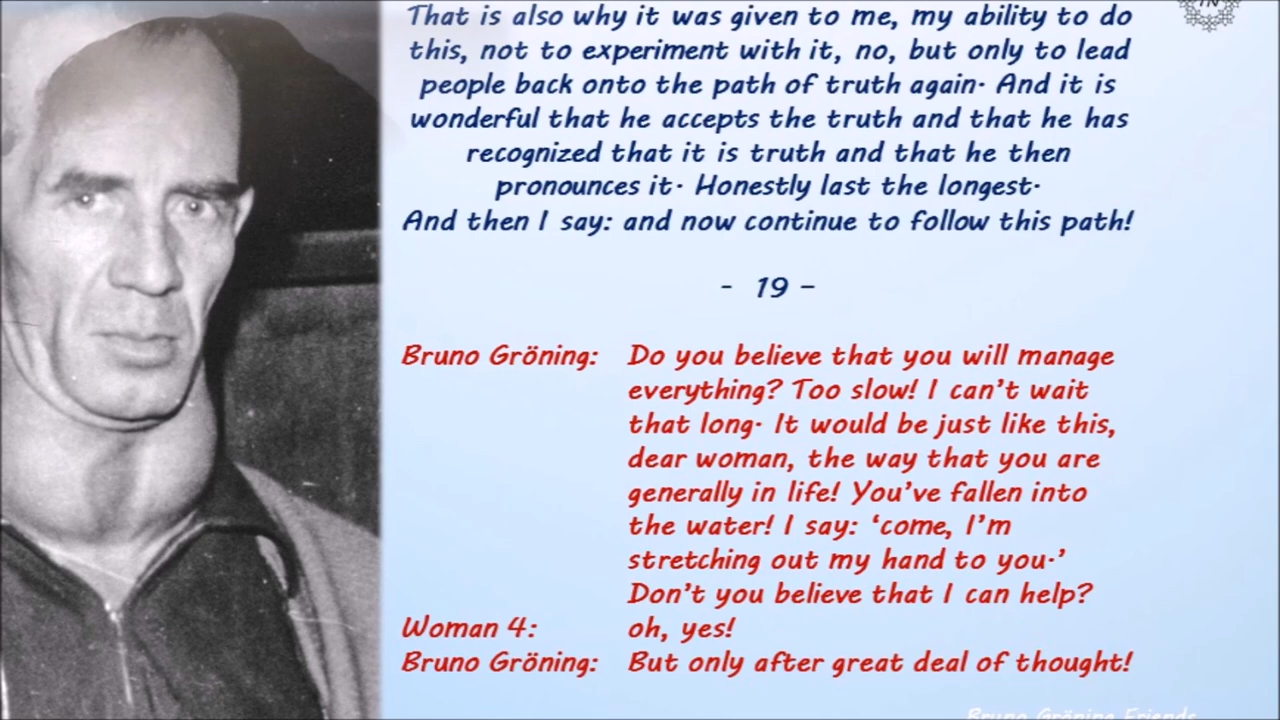 IN
That is also why it was given to me, my ability to do
this, not to experiment with it, no, but only to lead
people back onto the path of truth again· And it is
wonderful that he accepts the truth and that he has
recognized that it is truth and that he then
pronounces it· Honestly last the longest·
And then I say: and now continue to follow this path!
- 19 -
Bruno Gröning: Do you believe that you will manage
everything? Too slow! I can't wait
that long· It would be just like this,
dear woman, the way that you are
generally in life! You've fallen into
the water! I say: ‘come, I'm
stretching out my hand to you·’
Don't you believe that I can help?
Woman 4: oh, yes!
Bruno Gröning: But only after great deal of thought!
Bruno Gröning Friends